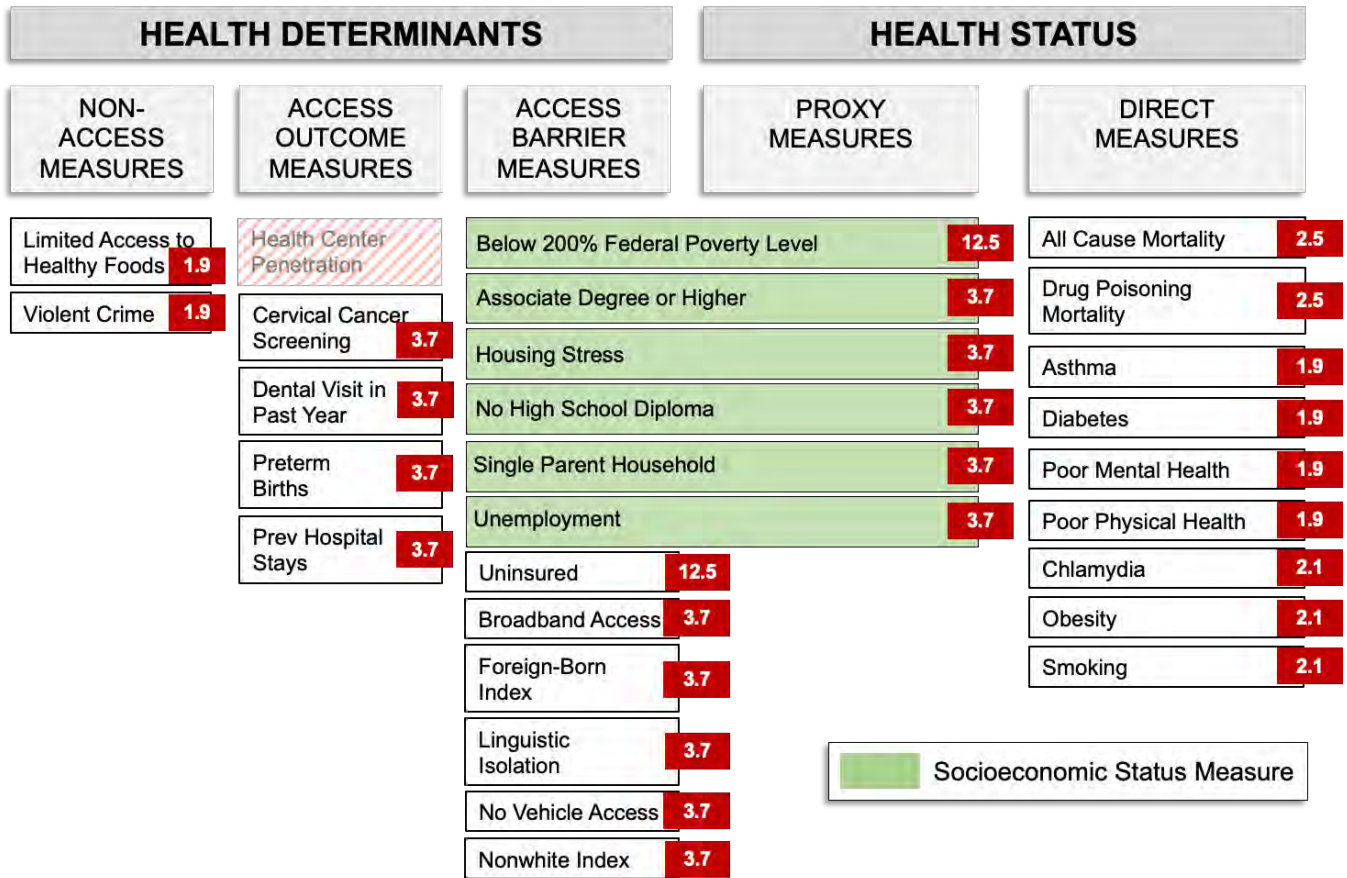 HEALTH DETERMINANTS
HEALTH STATUS
NON-
ACCESS
MEASURES
ACCESS
OUTCOME
MEASURES
ACCESS
BARRIER
MEASURES
PROXY
MEASURES
DIRECT
MEASURES
Limited Access to
Healthy Foods 1.9
Violent Crime 1.9
Health Center
Penetration
Cervical Cancer
Screening 3.7
Dental Visit in
Past Year 3.7
Preterm
Births 3.7
Prev Hospital
Stays 3.7
Below 200% Federal Poverty Level 12.5
Associate Degree or Higher 3.7
Housing Stress 3.7
No High School Diploma 3.7
Single Parent Household 3.7
Unemployment 3.7
Uninsured 12.5
Broadband Access 3.7
Foreign-Born
Index 3.7
Linguistic
Isolation 3.7
No Vehicle Access 3.7
Nonwhite Index 3.7
All Cause Mortality 2.5
Drug Poisoning
Mortality 2.5
Asthma 1.9
Diabetes 1.9
Poor Mental Health 1.9
Poor Physical Health 1.9
Chlamydia 2.1
Obesity 2.1
Smoking 2.1
Socioeconomic Status Measure